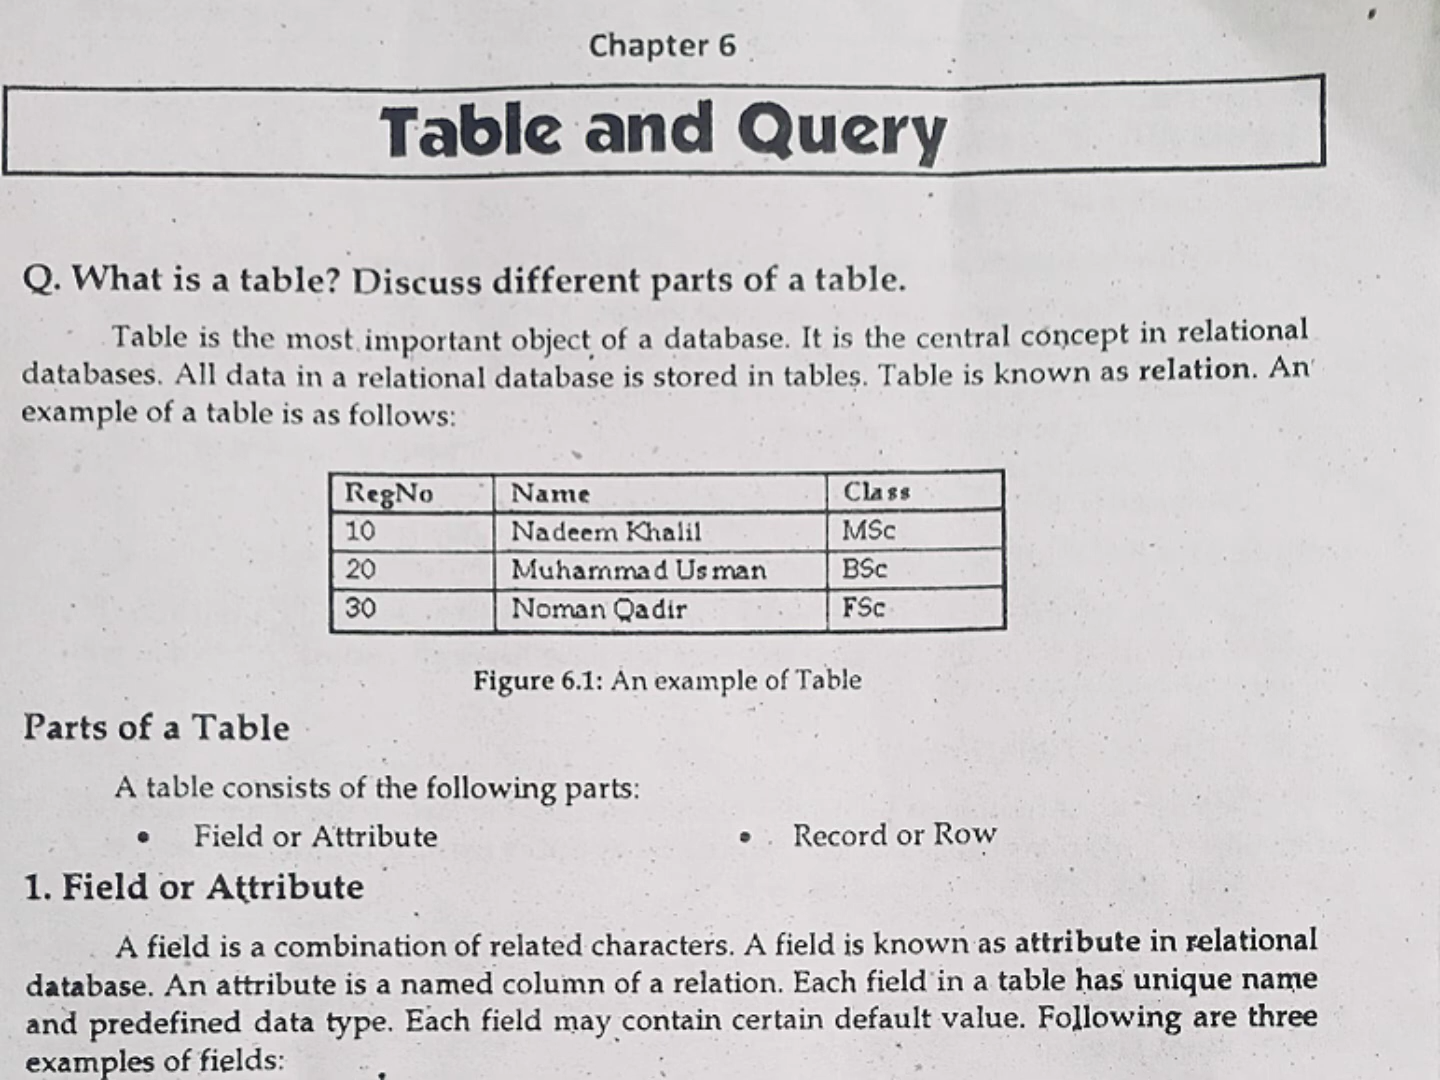 Chapter 6
Table and Query
Q. What is a table? Discuss different parts of a table.
Table is the most important object of a database. It is the central concept in relational
databases. All data in a relational database is stored in tables. Table is known as relation. An
example of a table is as follows:
RegNo Name Class
10 Nadeem Khalil MSc
20 Muhammad Usman BSc
30 Noman Qadir FSc
Figure 6.1: An example of Table
Parts of a Table
A table consists of the following parts:
• Field or Attribute • Record or Row
1. Field or Attribute
A field is a combination of related characters. A field is known as attribute in relational
database. An attribute is a named column of a relation. Each field in a table has unique name
and predefined data type. Each field may contain certain default value. Following are three
examples of fields: